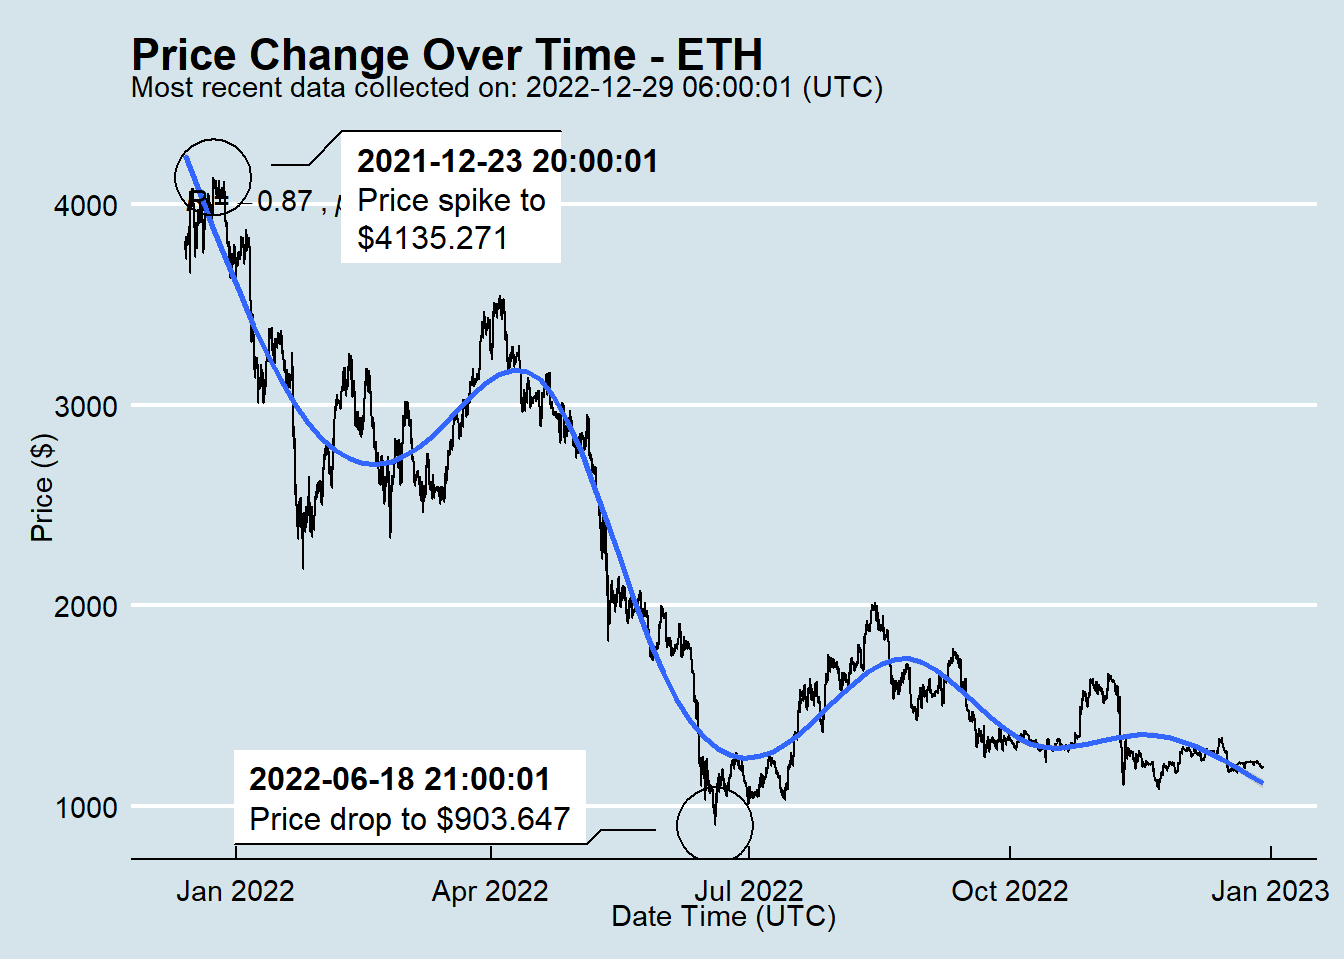 Price Change Over Time - ETH
Most recent data collected on: 2022-12-29 06:00:01 (UTC)
2021-12-23 20:00:01
Price spike to
$4135.271
R = −0.87 , p
4000
3000
2000
1000
Price ($)
2022-06-18 21:00:01
Price drop to $903.647
Jan 2022
Apr 2022
Jul 2022
Oct 2022
Jan 2023
Date Time (UTC)